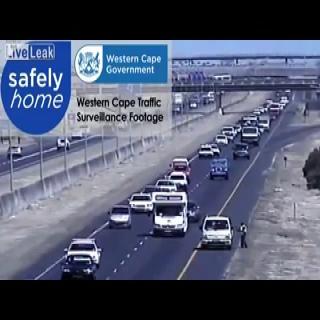 LiveLeak
safely
home
Western Cape
Government
Western Cape Traffic
Surveillance Footage